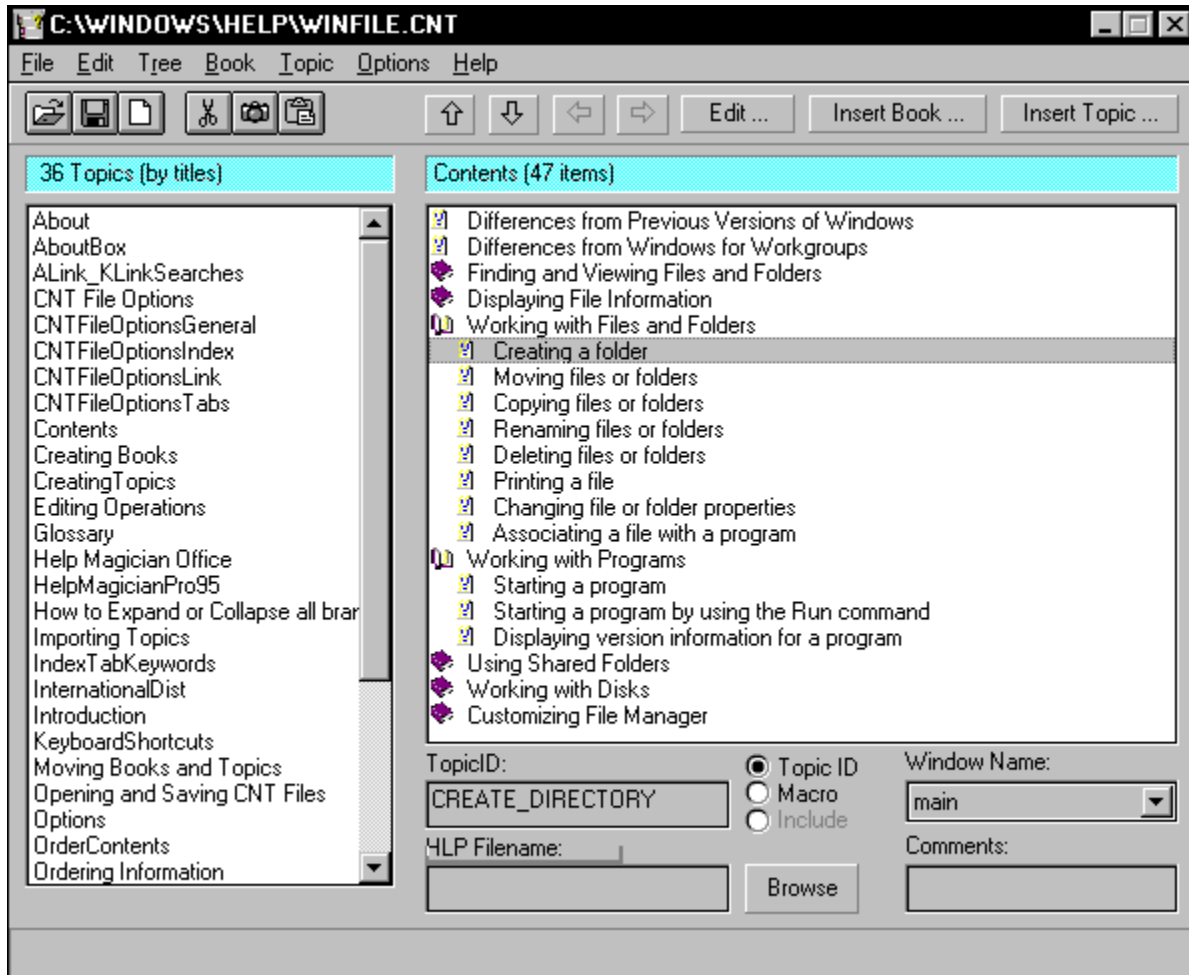 C:\WINDOWS\HELP\WINFILE.CNT
File Edit Tree Book Topic Options Help
Edit ... Insert Book ... Insert Topic ...
36 Topics (by titles)
About
AboutBox
ALink_KLinkSearches
CNT File Options
CNTFileOptionsGeneral
CNTFileOptionsIndex
CNTFileOptionsLink
CNTFileOptionsTabs
Contents
Creating Books
CreatingTopics
Editing Operations
Glossary
Help Magician Office
HelpMagicianPro95
How to Expand or Collapse all brar
Importing Topics
IndexTabKeywords
InternationalDist
Introduction
KeyboardShortcuts
Moving Books and Topics
Opening and Saving CNT Files
Options
OrderContents
Ordering Information
Contents (47 items)
Differences from Previous Versions of Windows
Differences from Windows for Workgroups
Finding and Viewing Files and Folders
Displaying File Information
Working with Files and Folders
Creating a folder
Moving files or folders
Copying files or folders
Renaming files or folders
Deleting files or folders
Printing a file
Changing file or folder properties
Associating a file with a program
Working with Programs
Starting a program
Starting a program by using the Run command
Displaying version information for a program
Using Shared Folders
Working with Disks
Customizing File Manager
TopicID:
CREATE_DIRECTORY
Topic ID
Macro
Include
Window Name:
main
HLP Filename:
Browse
Comments: